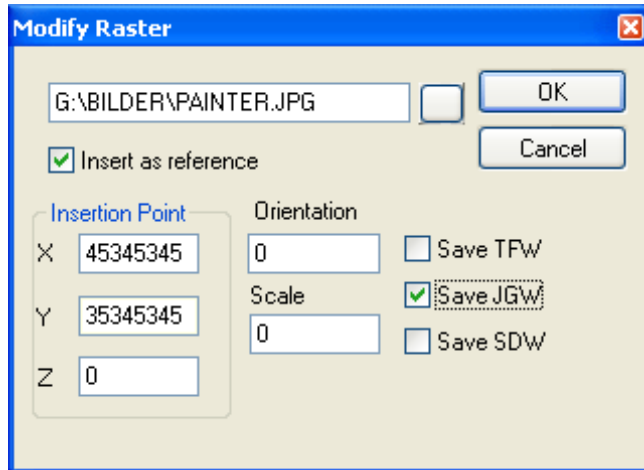 Modify Raster
G:\BILDER\PAINTER.JPG
OK
Insert as reference
Cancel
Insertion Point
Orientation
X 45345345
0
Save TFW
Scale
Save JGW
Y 35345345
0
Save SDW
Z 0